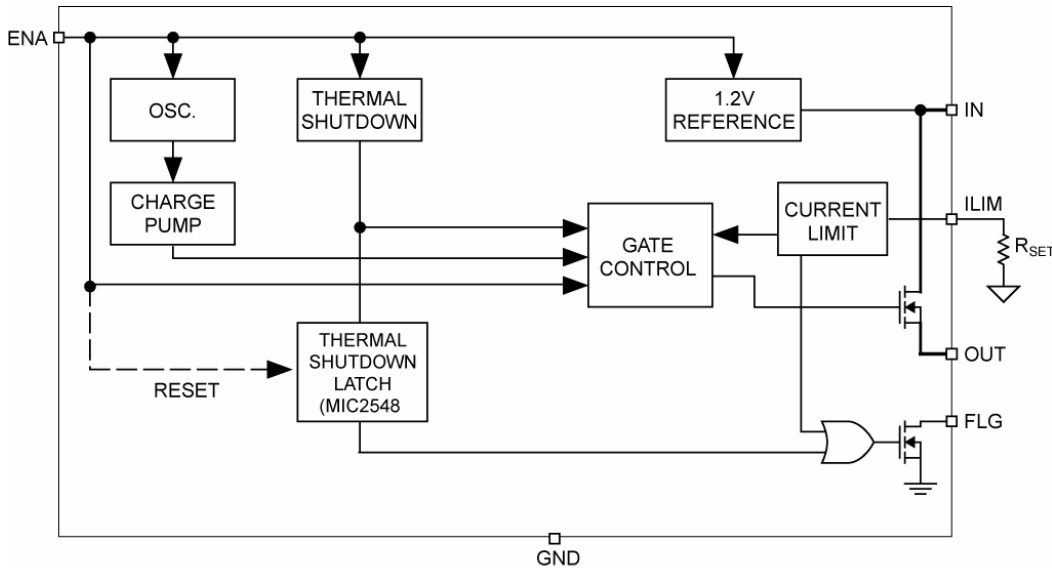 ENA
OSC.
THERMAL
SHUTDOWN
1.2V
REFERENCE
IN
CHARGE
PUMP
GATE
CONTROL
CURRENT
LIMIT
ILIM
RSET
THERMAL
SHUTDOWN
LATCH
(MIC2548
RESET
OUT
FLG
GND